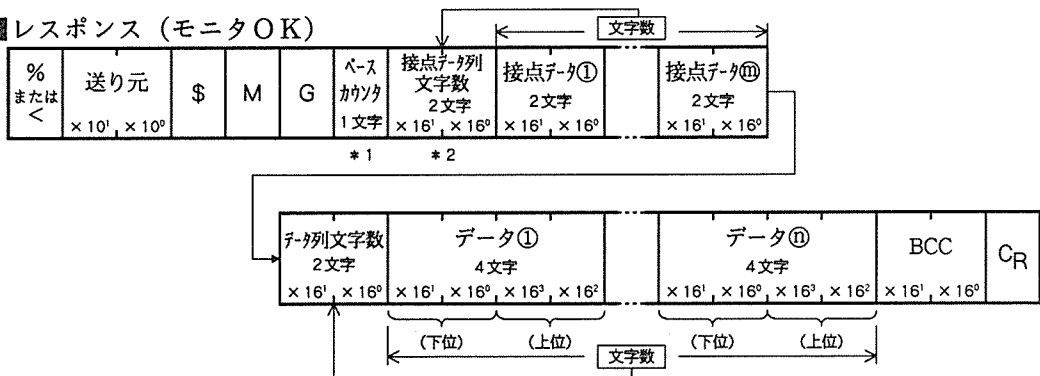 ■レスポンス（モニタOK）
文字数
%
または
<
送り元
×10¹ ×10⁰
$
M
G
ベース
カウンタ
1文字
接点データ列
文字数
2文字
×16¹ ×16⁰
接点データ①
2文字
×16¹ ×16⁰
接点データⓜ
2文字
×16¹ ×16⁰
*1
*2
データ列文字数
2文字
×16¹ ×16⁰
データ①
4文字
×16¹ ×16⁰ ×16³ ×16²
データⓝ
4文字
×16¹ ×16⁰ ×16³ ×16²
BCC
×16¹ ×16⁰
CR
(下位) (上位) (下位) (上位)
文字数